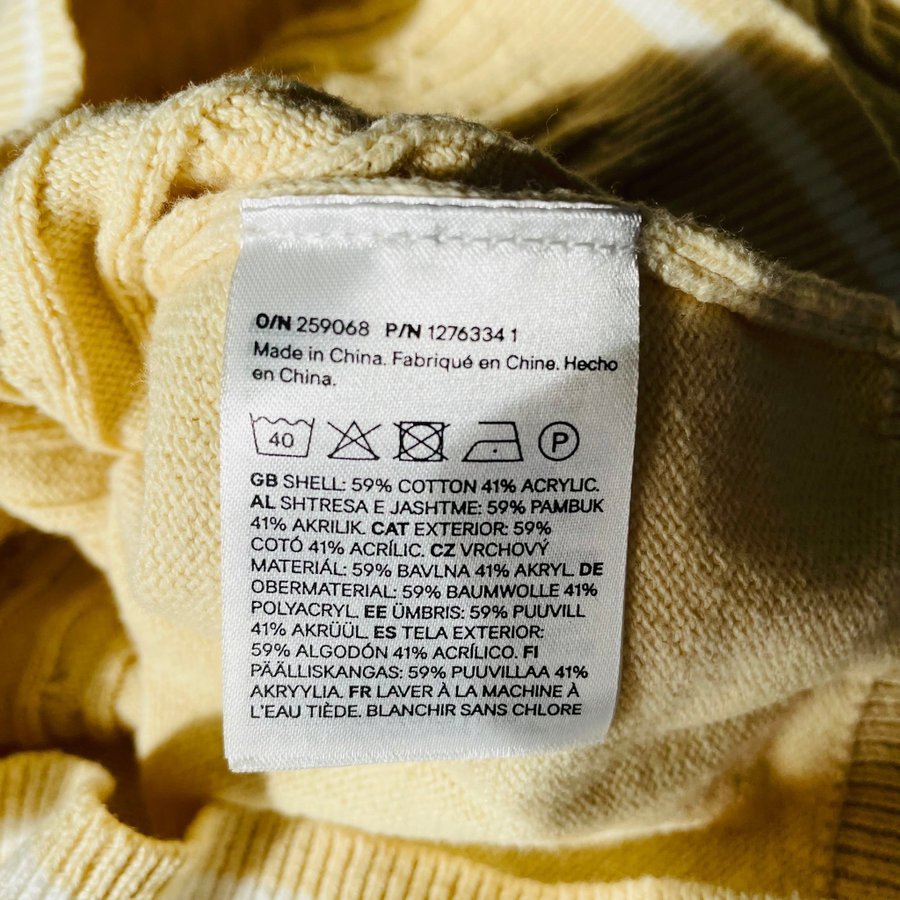 O/N 259068 P/N 1276334 1
Made in China. Fabriqué en Chine. Hecho
en China.
40 P
GB SHELL: 59% COTTON 41% ACRYLIC.
AL SHTRESA E JASHTME: 59% PAMBUK
41% AKRILIK. CAT EXTERIOR: 59%
COTÓ 41% ACRÍLIC. CZ VRCHOVÝ
MATERIÁL: 59% BAVLNA 41% AKRYL. DE
OBERMATERIAL: 59% BAUMWOLLE 41%
POLYACRYL. EE ÜMBRIS: 59% PUUVILL
41% AKRÜÜL. ES TELA EXTERIOR:
59% ALGODÓN 41% ACRÍLICO. FI
PÄÄLLISKANGAS: 59% PUUVILLAA 41%
AKRYYLIA. FR LAVER À LA MACHINE À
L'EAU TIÈDE. BLANCHIR SANS CHLORE